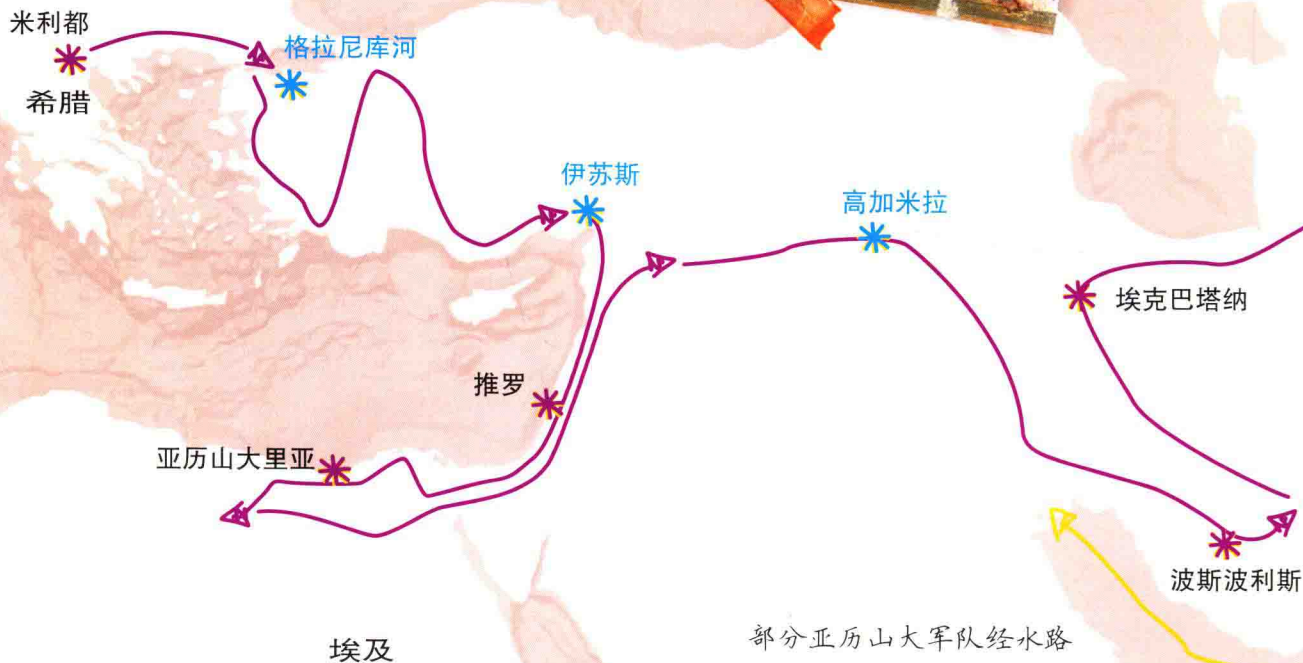 米利都
格拉尼库河
希腊
伊苏斯
高加米拉
埃克巴塔纳
推罗
亚历山大里亚
波斯波利斯
部分亚历山大军队经水路
埃及